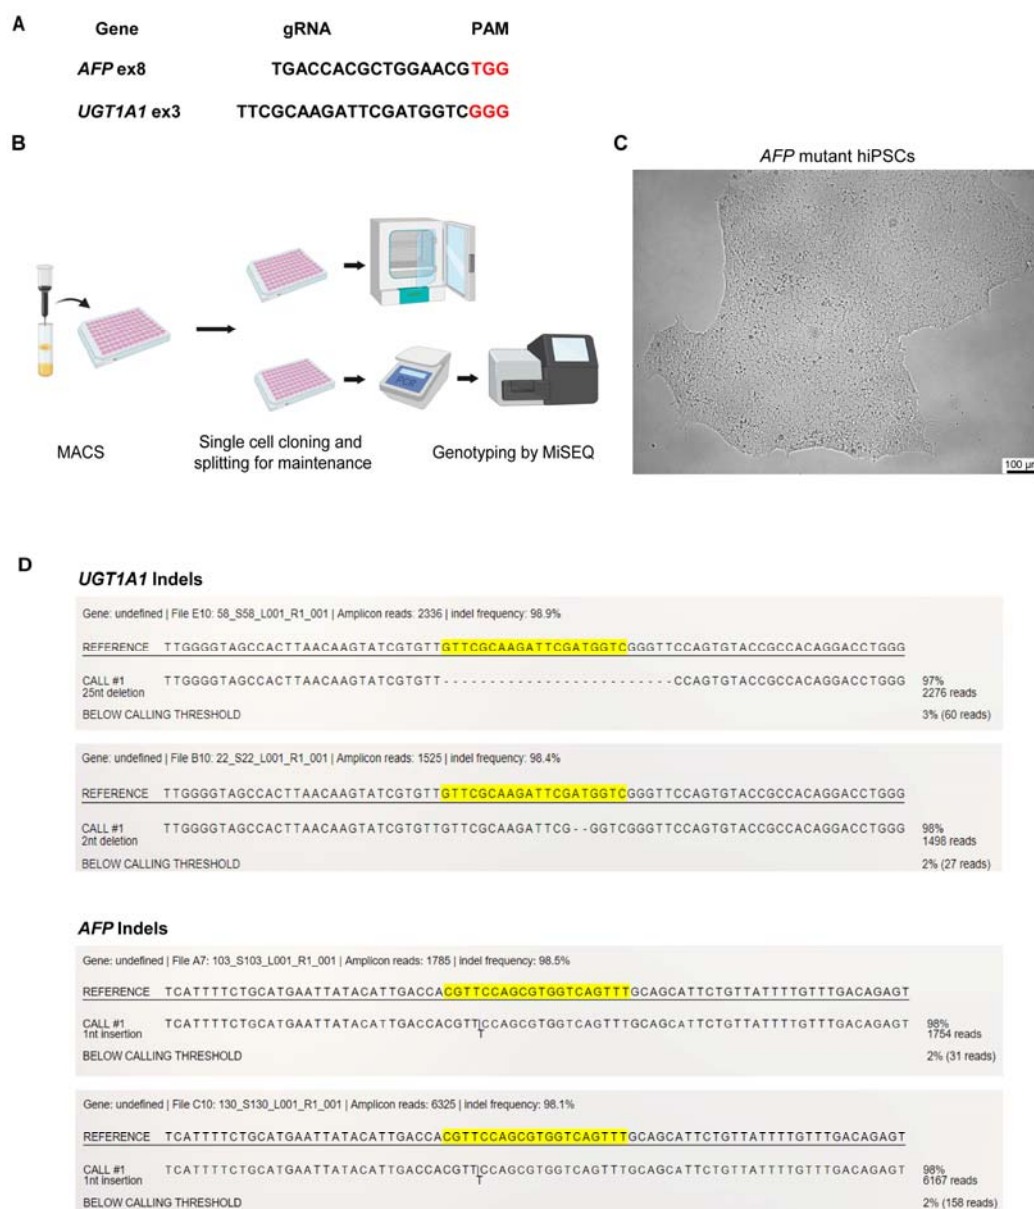 A
Gene gRNA PAM
AFP ex8 TGACCACGCTGGAACGTGG
UGT1A1 ex3 TTCGCAAGATTCGATGGTCGGG
B
MACS
PCR
Single cell cloning and
splitting for maintenance
Genotyping by MiSEQ
C
AFP mutant hiPSCs
100 µm
D
UGT1A1 Indels
Gene: undefined | File E10: 58_S58_L001_R1_001 | Amplicon reads: 2336 | indel frequency: 98.9%
REFERENCE TTGGGGTAGCCACTTAACAAGTATCGTGTTGTTCGCAAGATTCGATGGTCGGGTTCCAGTGTACCGCCACAGGACCTGGG
CALL #1 TTGGGGTAGCCACTTAACAAGTATCGTGTT-------------------------CCAGTGTACCGCCACAGGACCTGGG 97%
25nt deletion 2276 reads
BELOW CALLING THRESHOLD 3% (60 reads)
Gene: undefined | File B10: 22_S22_L001_R1_001 | Amplicon reads: 1525 | indel frequency: 98.4%
REFERENCE TTGGGGTAGCCACTTAACAAGTATCGTGTTGTTCGCAAGATTCGATGGTCGGGTTCCAGTGTACCGCCACAGGACCTGGG
CALL #1 TTGGGGTAGCCACTTAACAAGTATCGTGTTGTTCGCAAGATTCG--GGTCGGGTTCCAGTGTACCGCCACAGGACCTGGG 98%
2nt deletion 1498 reads
BELOW CALLING THRESHOLD 2% (27 reads)
AFP Indels
Gene: undefined | File A7: 103_S103_L001_R1_001 | Amplicon reads: 1785 | indel frequency: 98.5%
REFERENCE TCATTTTCTGCATGAATTATACATTGACCACGTTCCAGCGTGGTCAGTTTGCAGCATTCTGTTATTTTGTTTGACAGAGT
CALL #1 TCATTTTCTGCATGAATTATACATTGACCACGTT|CCAGCGTGGTCAGTTTGCAGCATTCTGTTATTTTGTTTGACAGAGT 98%
1nt insertion T 1754 reads
BELOW CALLING THRESHOLD 2% (31 reads)
Gene: undefined | File C10: 130_S130_L001_R1_001 | Amplicon reads: 6325 | indel frequency: 98.1%
REFERENCE TCATTTTCTGCATGAATTATACATTGACCACGTTCCAGCGTGGTCAGTTTGCAGCATTCTGTTATTTTGTTTGACAGAGT
CALL #1 TCATTTTCTGCATGAATTATACATTGACCACGTT|CCAGCGTGGTCAGTTTGCAGCATTCTGTTATTTTGTTTGACAGAGT 98%
1nt insertion T 6167 reads
BELOW CALLING THRESHOLD 2% (158 reads)